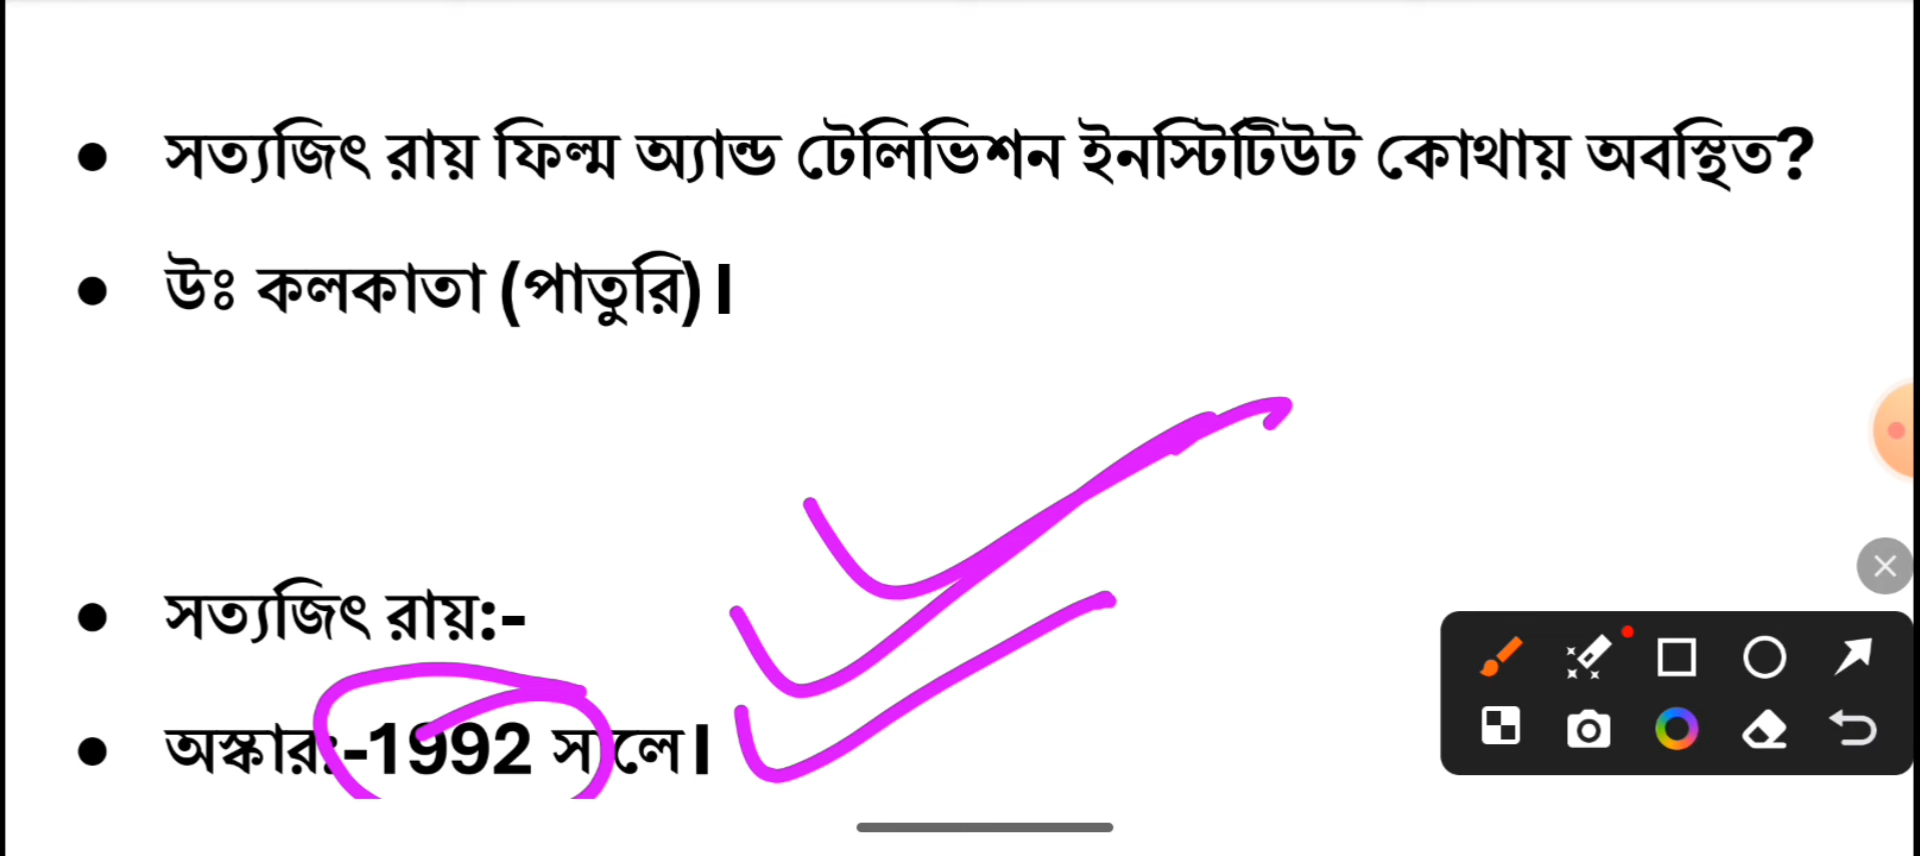 ● সত্যজিৎ রায় ফিল্ম অ্যান্ড টেলিভিশন ইনস্টিটিউট কোথায় অবস্থিত?
● উঃ কলকাতা (পাতুরি)।
● সত্যজিৎ রায়:-
● অস্কার:-1992 সালে।